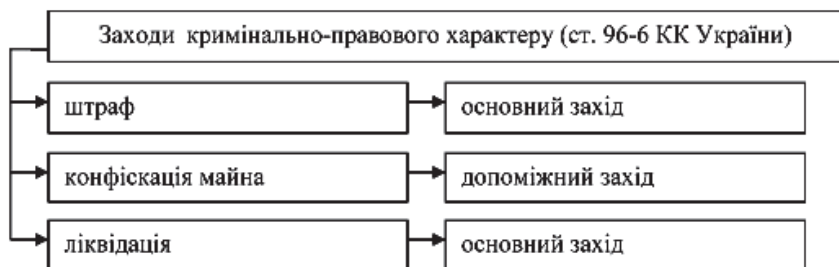 Заходи кримінально-правового характеру (ст. 96-6 КК України)
штраф
основний захід
конфіскація майна
допоміжний захід
ліквідація
основний захід